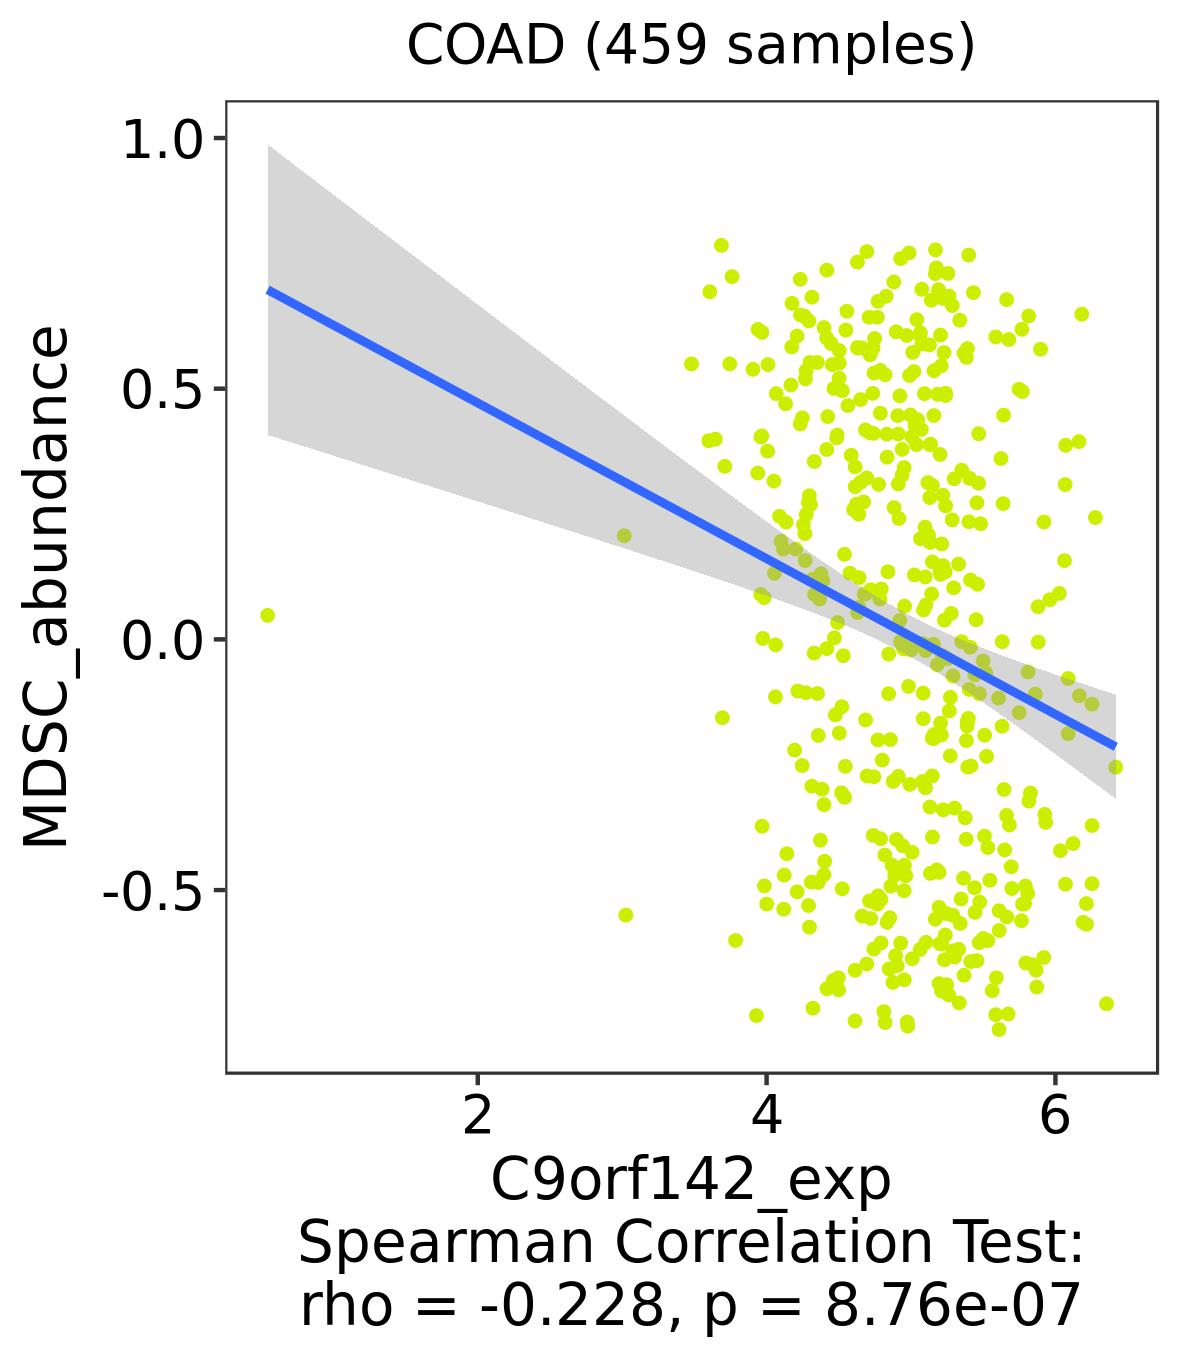 COAD (459 samples)
1.0
0.5
0.0
-0.5
MDSC_abundance
2 4 6
C9orf142_exp
Spearman Correlation Test:
rho = -0.228, p = 8.76e-07